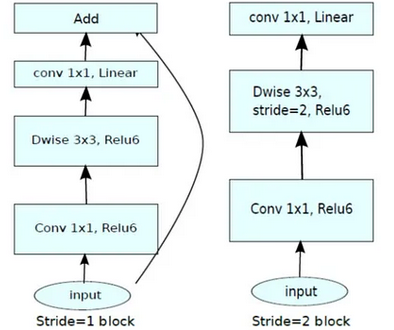 Add
conv 1x1, Linear
Dwise 3x3, Relu6
Conv 1x1, Relu6
input
Stride=1 block
conv 1x1, Linear
Dwise 3x3,
stride=2, Relu6
Conv 1x1, Relu6
input
Stride=2 block